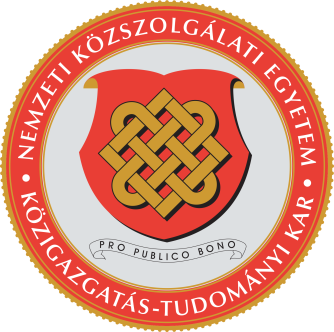 NEMZETI KÖZSZOLGÁLATI EGYETEM
KÖZIGAZGATÁS-TUDOMÁNYI KAR
PRO PUBLICO BONO